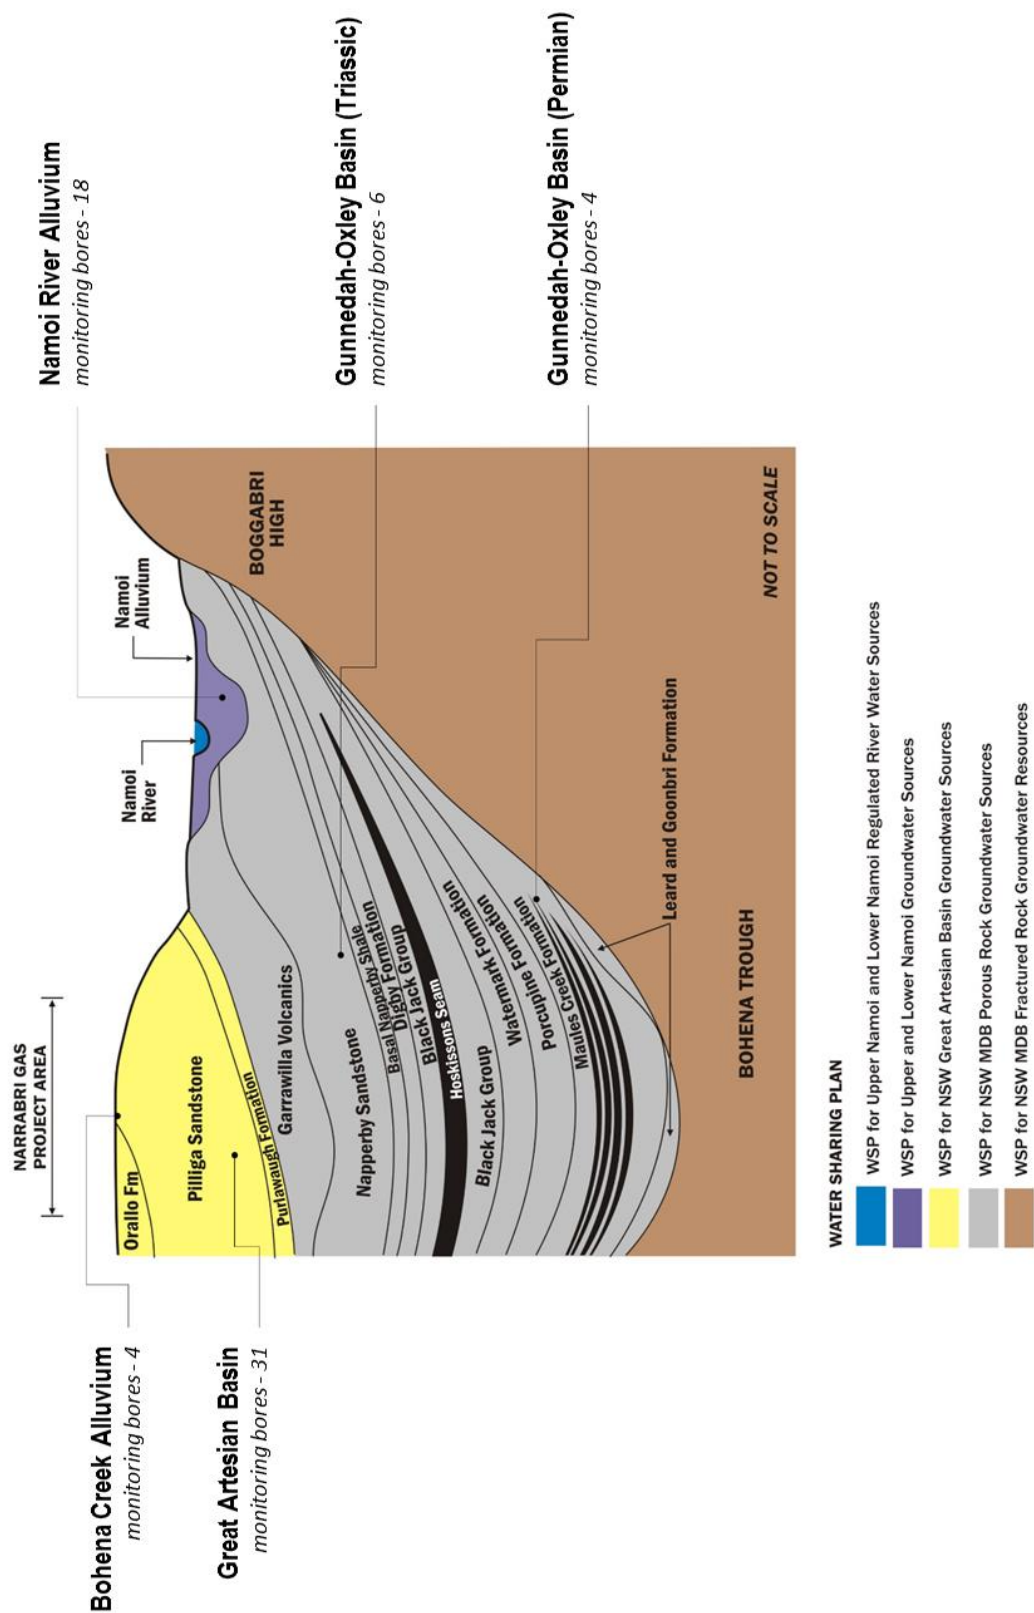 Bohena Creek Alluvium
monitoring bores - 4
Great Artesian Basin
monitoring bores - 31
NARRABRI GAS
PROJECT AREA
Namoi River Alluvium
monitoring bores - 18
Gunnedah-Oxley Basin (Triassic)
monitoring bores - 6
Gunnedah-Oxley Basin (Permian)
monitoring bores - 4
Namoi
River
Namoi
Alluvium
Orallo Fm
Pilliga Sandstone
Purlawaugh Formation
Garrawilla Volcanics
Napperby Sandstone
Basal Napperby Shale
Digby Formation
Black Jack Group
Hoskissons Seam
Black Jack Group
Watermark Formation
Porcupine Formation
Maules Creek Formation
Leard and Goonbri Formation
BOGGABRI
HIGH
BOHENA TROUGH
NOT TO SCALE
WATER SHARING PLAN
WSP for Upper Namoi and Lower Namoi Regulated River Water Sources
WSP for Upper and Lower Namoi Groundwater Sources
WSP for NSW Great Artesian Basin Groundwater Sources
WSP for NSW MDB Porous Rock Groundwater Sources
WSP for NSW MDB Fractured Rock Groundwater Resources